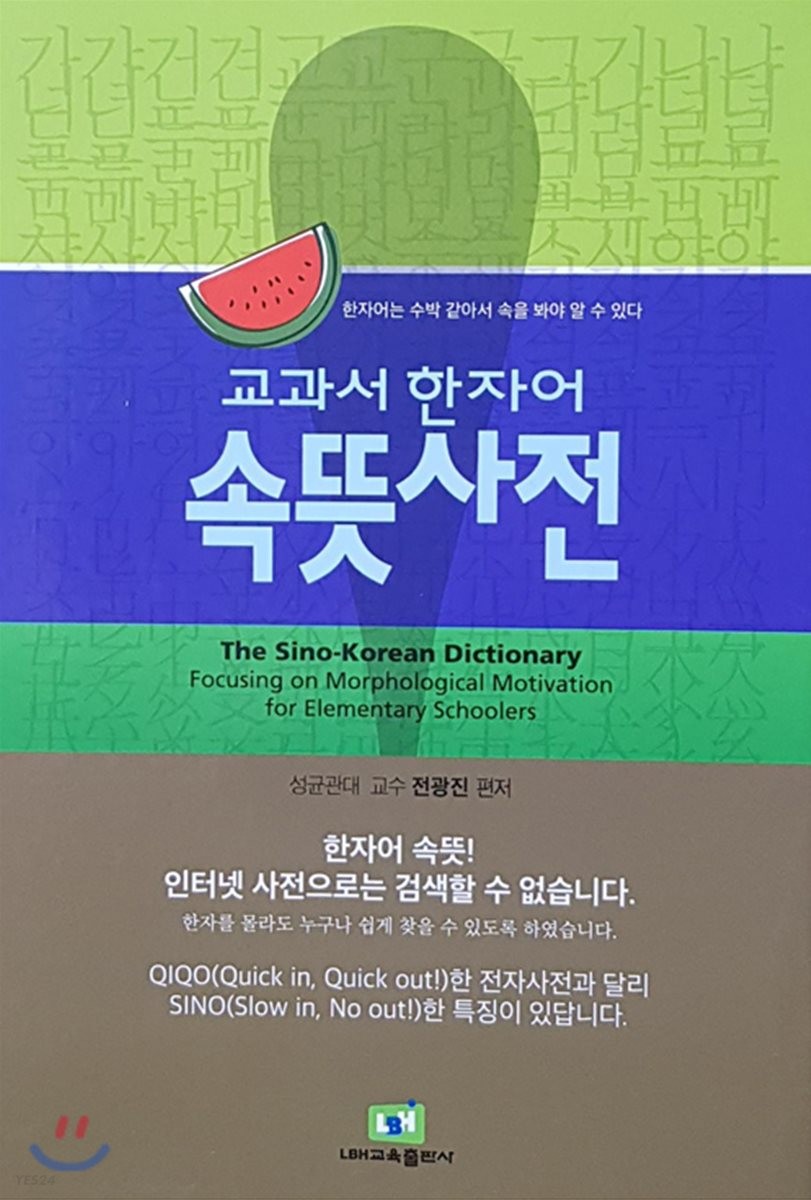 한자어는 수박 같아서 속을 봐야 알 수 있다
교과서 한자어
속뜻사전
The Sino-Korean Dictionary
Focusing on Morphological Motivation
for Elementary Schoolers
성균관대 교수 전광진 편저
한자어 속뜻!
인터넷 사전으로는 검색할 수 없습니다.
한자를 몰라도 누구나 쉽게 찾을 수 있도록 하였습니다.
QIQO(Quick in, Quick out!)한 전자사전과 달리
SINO(Slow in, No out!)한 특징이 있답니다.
LBH
LBH교육출판사
YES24